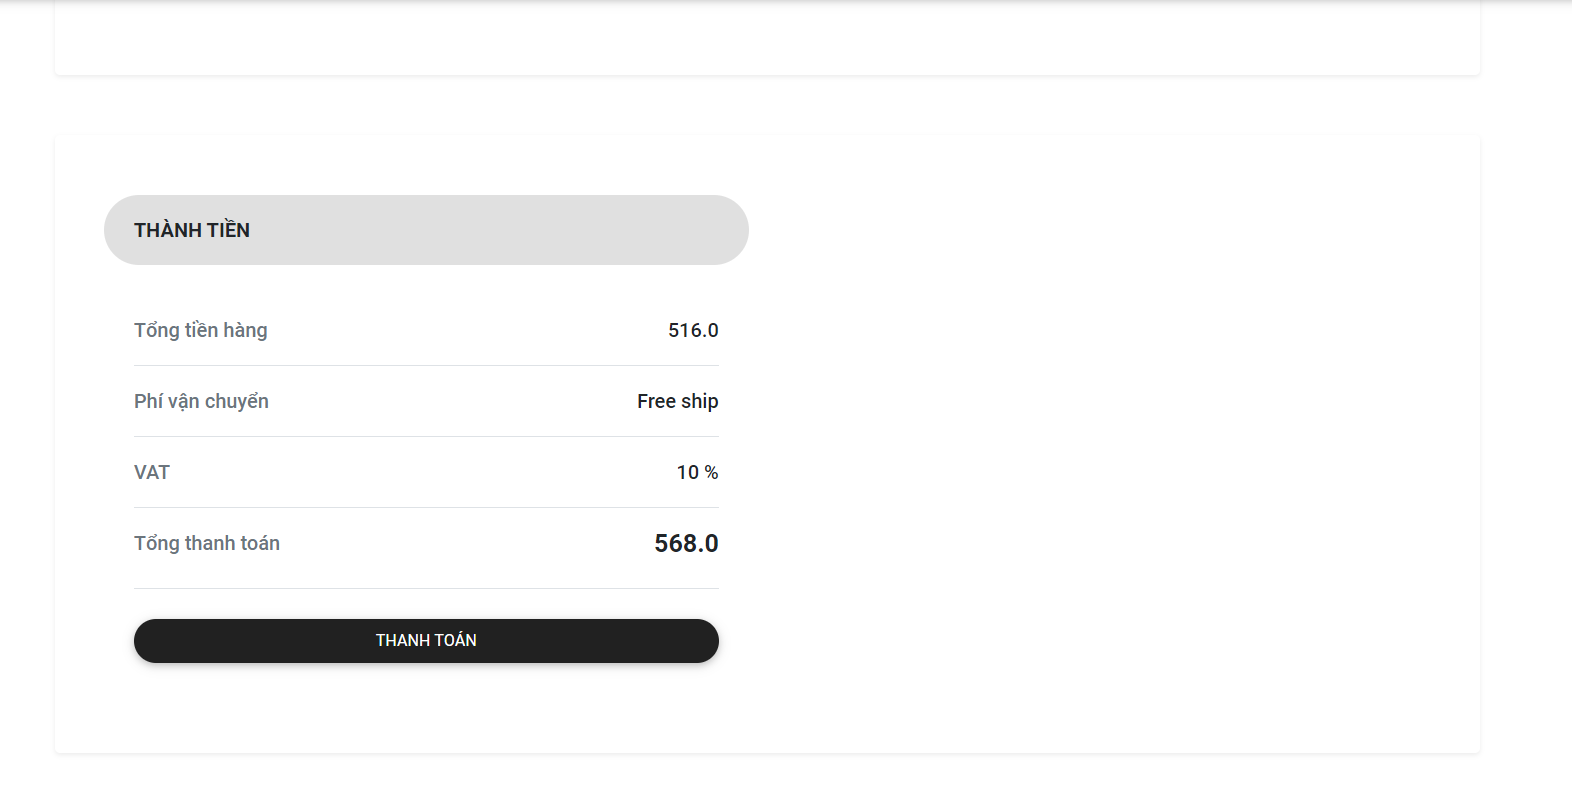 THÀNH TIỀN
Tổng tiền hàng 516.0
Phí vận chuyển Free ship
VAT 10 %
Tổng thanh toán 568.0
THANH TOÁN